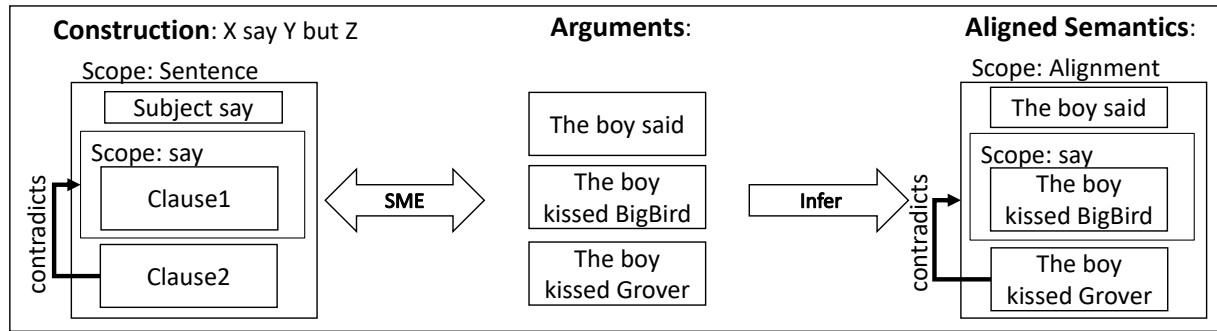 Construction: X say Y but Z
Scope: Sentence
Subject say
Scope: say
Clause1
Clause2
contradicts
SME
Arguments:
The boy said
The boy
kissed BigBird
The boy
kissed Grover
Infer
Aligned Semantics:
Scope: Alignment
The boy said
Scope: say
The boy
kissed BigBird
The boy
kissed Grover
contradicts